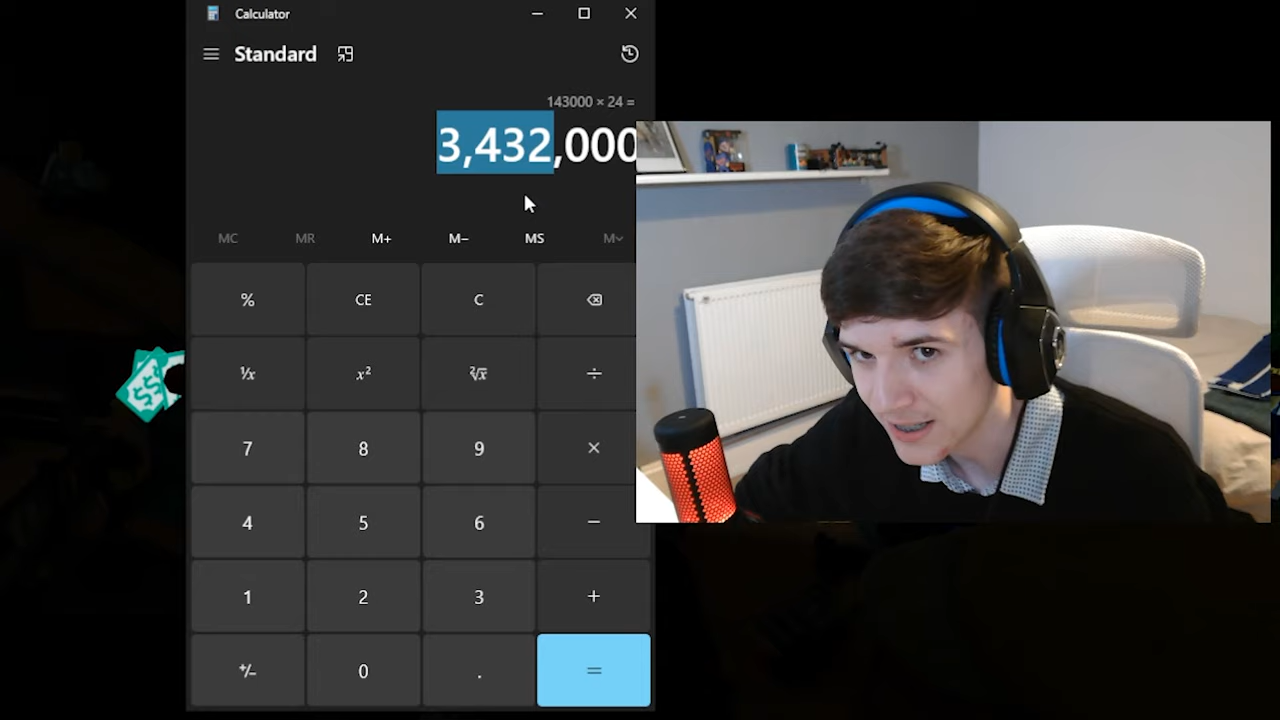 Calculator
Standard
143000 × 24 =
3,432,000
MC MR M+ M− MS M˅
% CE C
¹/x x² ²√x ÷
7 8 9 ×
4 5 6 −
1 2 3 +
+/− 0 . =
$$$